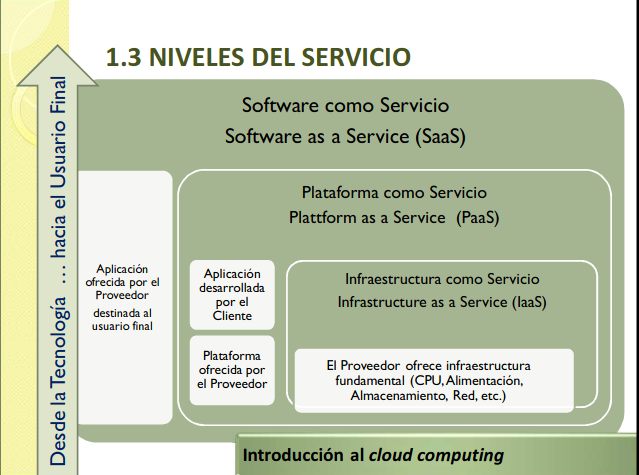 1.3 NIVELES DEL SERVICIO
Desde la Tecnología ... hacia el Usuario Final
Software como Servicio
Software as a Service (SaaS)
Plataforma como Servicio
Plattform as a Service (PaaS)
Aplicación
ofrecida por el
Proveedor
destinada al
usuario final
Aplicación
desarrollada
por el
Cliente
Plataforma
ofrecida por
el Proveedor
Infraestructura como Servicio
Infrastructure as a Service (IaaS)
El Proveedor ofrece infraestructura
fundamental (CPU, Alimentación,
Almacenamiento, Red, etc.)
Introducción al cloud computing